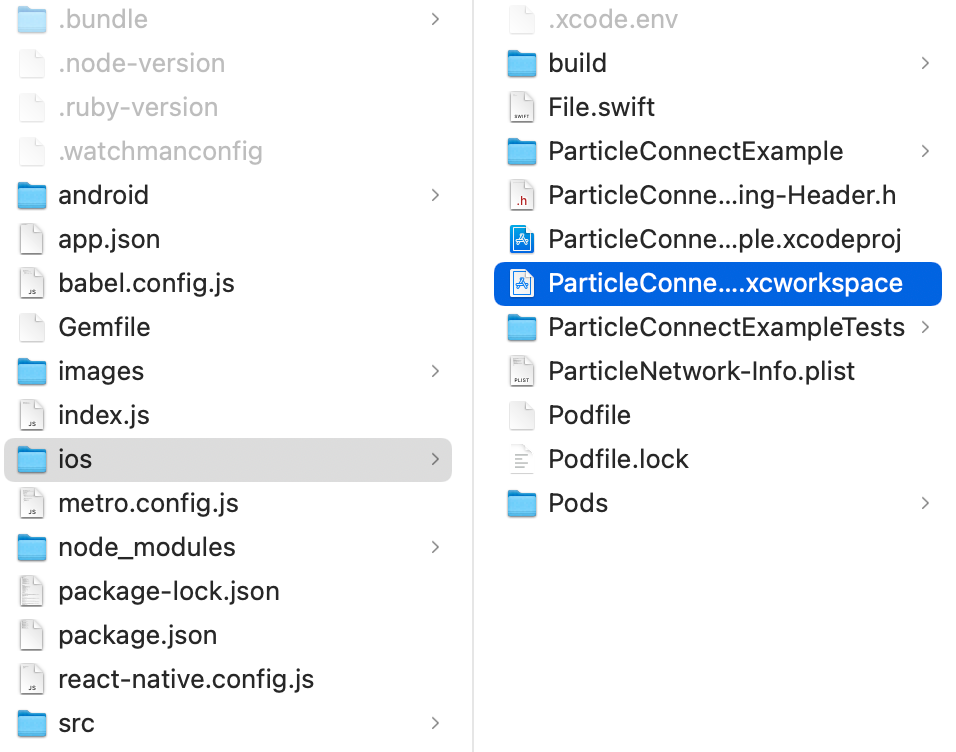 .bundle
.node-version
.ruby-version
.watchmanconfig
android
app.json
babel.config.js
Gemfile
images
index.js
ios
metro.config.js
node_modules
package-lock.json
package.json
react-native.config.js
src
.xcode.env
build
File.swift
ParticleConnectExample
ParticleConne...ing-Header.h
ParticleConne...ple.xcodeproj
ParticleConne....xcworkspace
ParticleConnectExampleTests
ParticleNetwork-Info.plist
Podfile
Podfile.lock
Pods
JS
JS
JS
JS
SWIFT
.h
PLIST